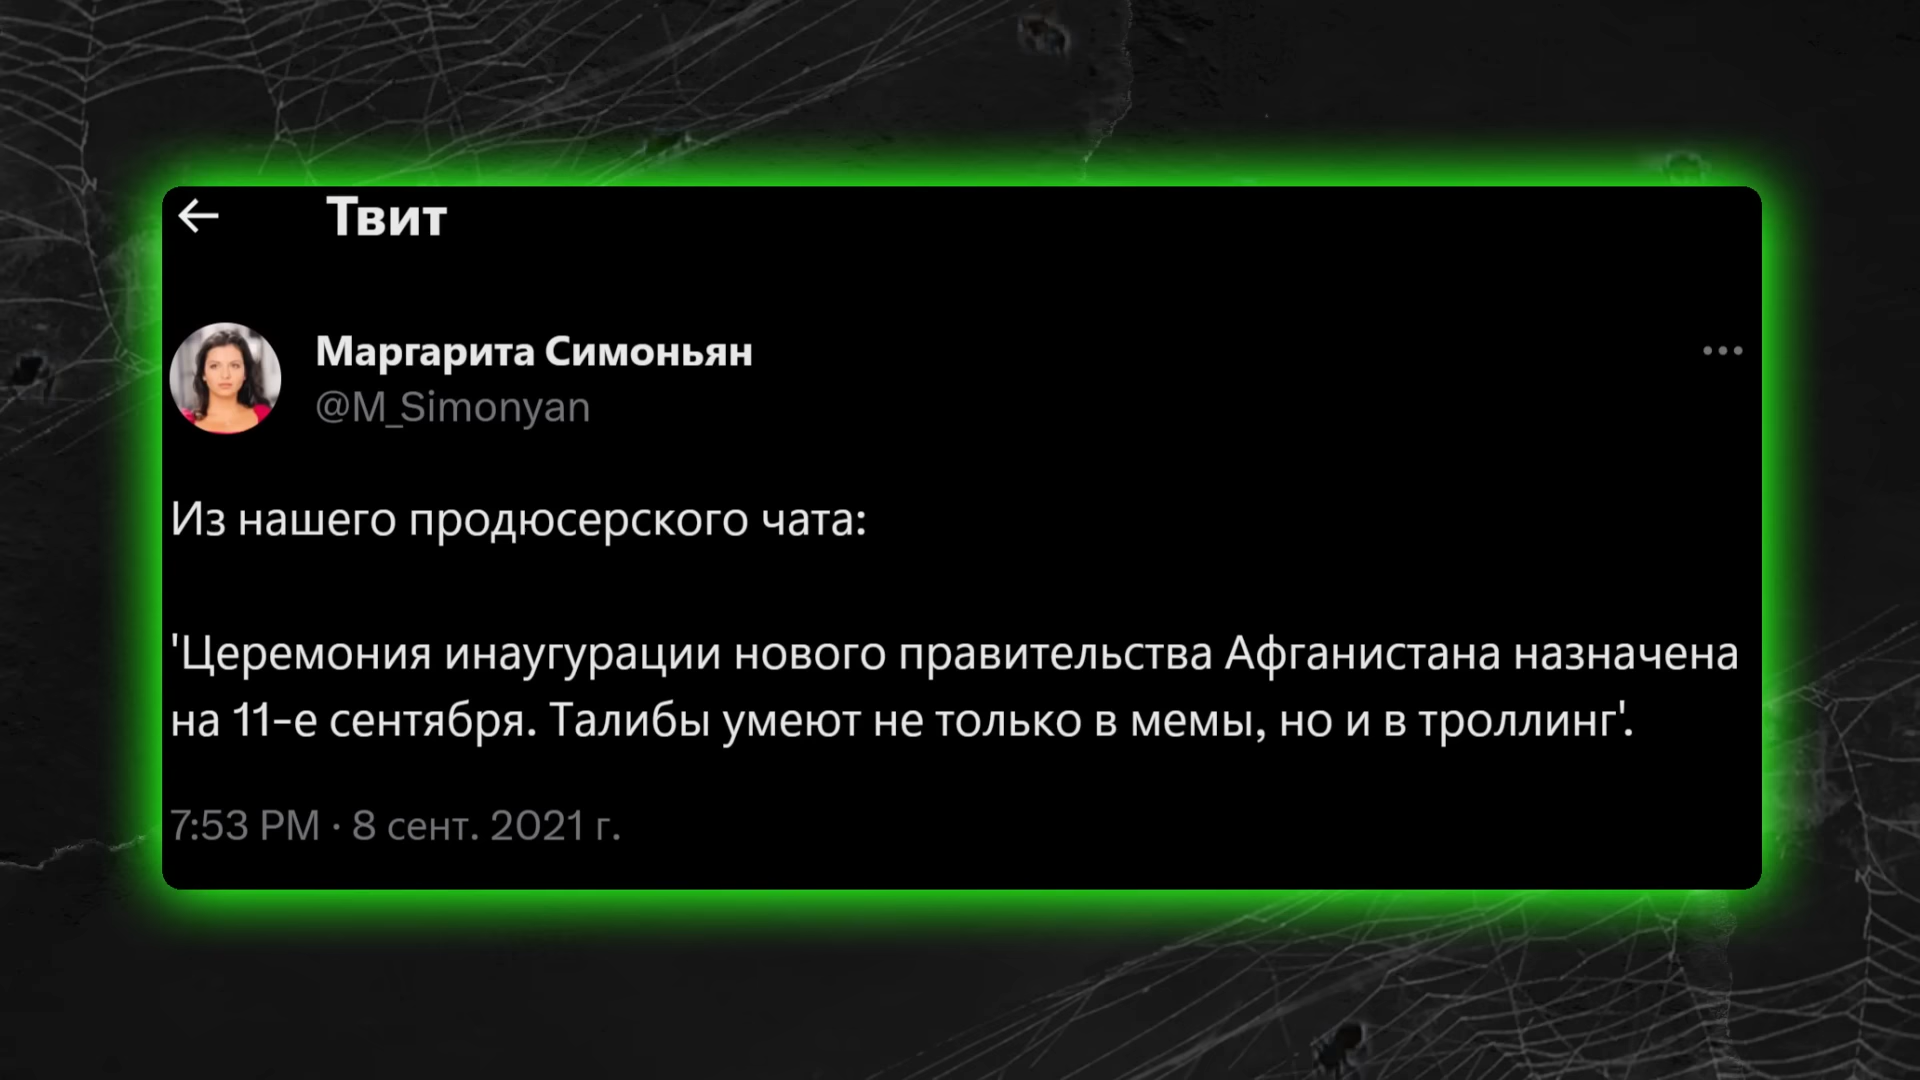 Твит
Маргарита Симоньян
@M_Simonyan
Из нашего продюсерского чата:
'Церемония инаугурации нового правительства Афганистана назначена
на 11-е сентября. Талибы умеют не только в мемы, но и в троллинг'.
7:53 PM · 8 сент. 2021 г.